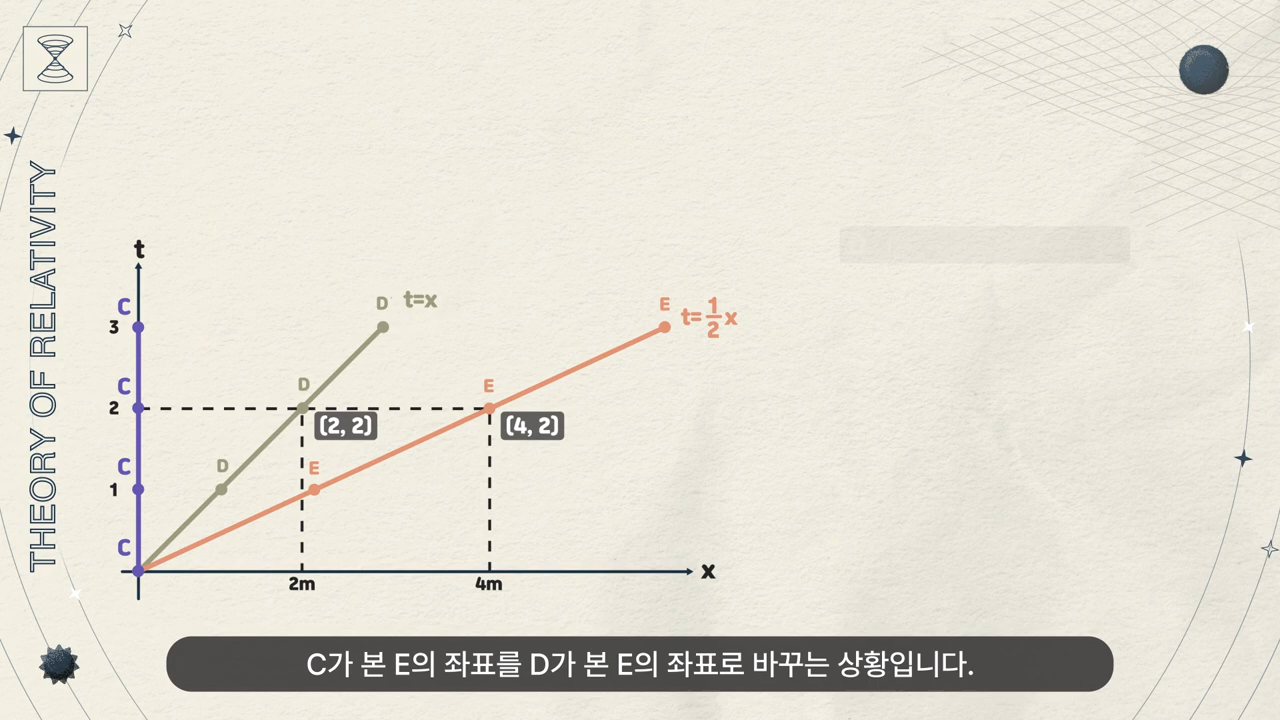 THEORY OF RELATIVITY
t
C
3
D
t=x
E
t=1/2x
C
2
D
E
(2, 2)
(4, 2)
C
1
D
E
C
x
2m
4m
C가 본 E의 좌표를 D가 본 E의 좌표로 바꾸는 상황입니다.